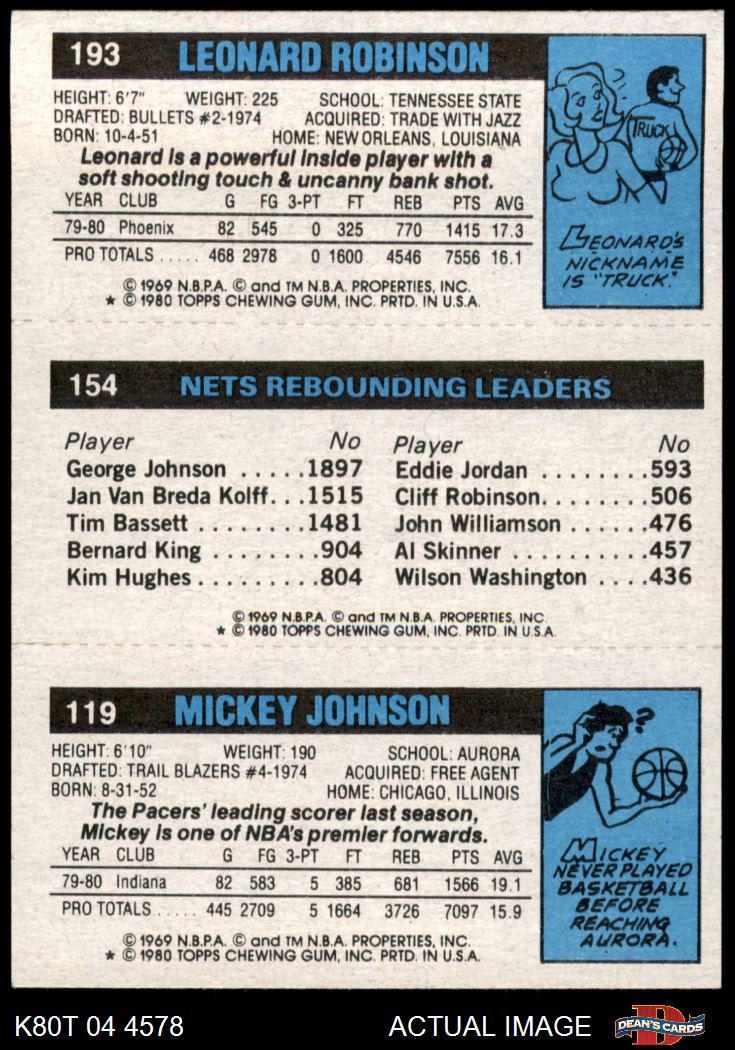 193 LEONARD ROBINSON
HEIGHT: 6'7" WEIGHT: 225 SCHOOL: TENNESSEE STATE
DRAFTED: BULLETS #2-1974 ACQUIRED: TRADE WITH JAZZ
BORN: 10-4-51 HOME: NEW ORLEANS, LOUISIANA
Leonard is a powerful inside player with a
soft shooting touch & uncanny bank shot.
YEAR CLUB G FG 3-PT FT REB PTS AVG
79-80 Phoenix 82 545 0 325 770 1415 17.3
PRO TOTALS ..... 468 2978 0 1600 4546 7556 16.1
© 1969 N.B.P.A. © and TM N.B.A. PROPERTIES, INC.
* © 1980 TOPPS CHEWING GUM, INC. PRTD. IN U.S.A.
TRUCK
LEONARD'S
NICKNAME
IS "TRUCK."
154 NETS REBOUNDING LEADERS
Player No Player No
George Johnson .....1897 Eddie Jordan ........593
Jan Van Breda Kolff...1515 Cliff Robinson........506
Tim Bassett ........1481 John Williamson ......476
Bernard King ........904 Al Skinner ..........457
Kim Hughes .........804 Wilson Washington ....436
© 1969 N.B.P.A. © and TM N.B.A. PROPERTIES, INC.
* © 1980 TOPPS CHEWING GUM, INC. PRTD. IN U.S.A.
119 MICKEY JOHNSON
HEIGHT: 6'10" WEIGHT: 190 SCHOOL: AURORA
DRAFTED: TRAIL BLAZERS #4-1974 ACQUIRED: FREE AGENT
BORN: 8-31-52 HOME: CHICAGO, ILLINOIS
The Pacers' leading scorer last season,
Mickey is one of NBA's premier forwards.
YEAR CLUB G FG 3-PT FT REB PTS AVG
79-80 Indiana 82 583 5 385 681 1566 19.1
PRO TOTALS ..... 445 2709 5 1664 3726 7097 15.9
© 1969 N.B.P.A. © and TM N.B.A. PROPERTIES, INC.
* © 1980 TOPPS CHEWING GUM, INC. PRTD. IN U.S.A.
?
MICKEY
NEVER PLAYED
BASKETBALL
BEFORE
REACHING
AURORA.
K80T 04 4578 ACTUAL IMAGE D DEAN'S CARDS